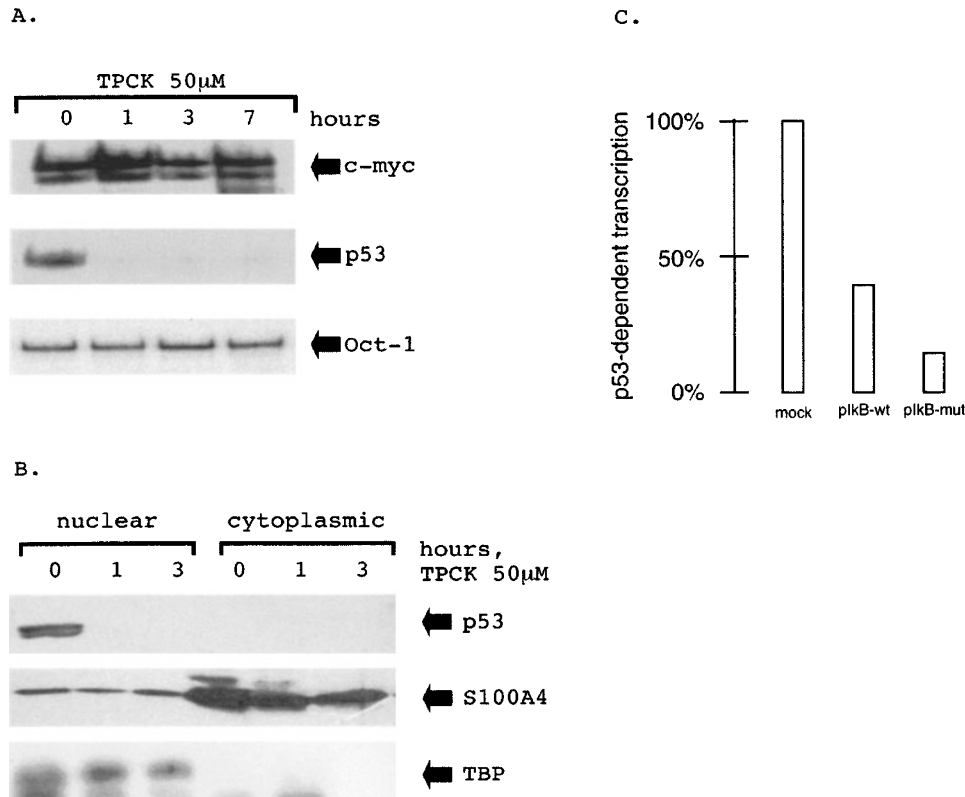 A.
TPCK 50µM
0 1 3 7 hours
c-myc
p53
Oct-1
B.
nuclear cytoplasmic
hours,
0 1 3 0 1 3 TPCK 50µM
p53
S100A4
TBP
C.
p53-dependent transcription
100%
50%
0%
mock pIkB-wt pIkB-mut